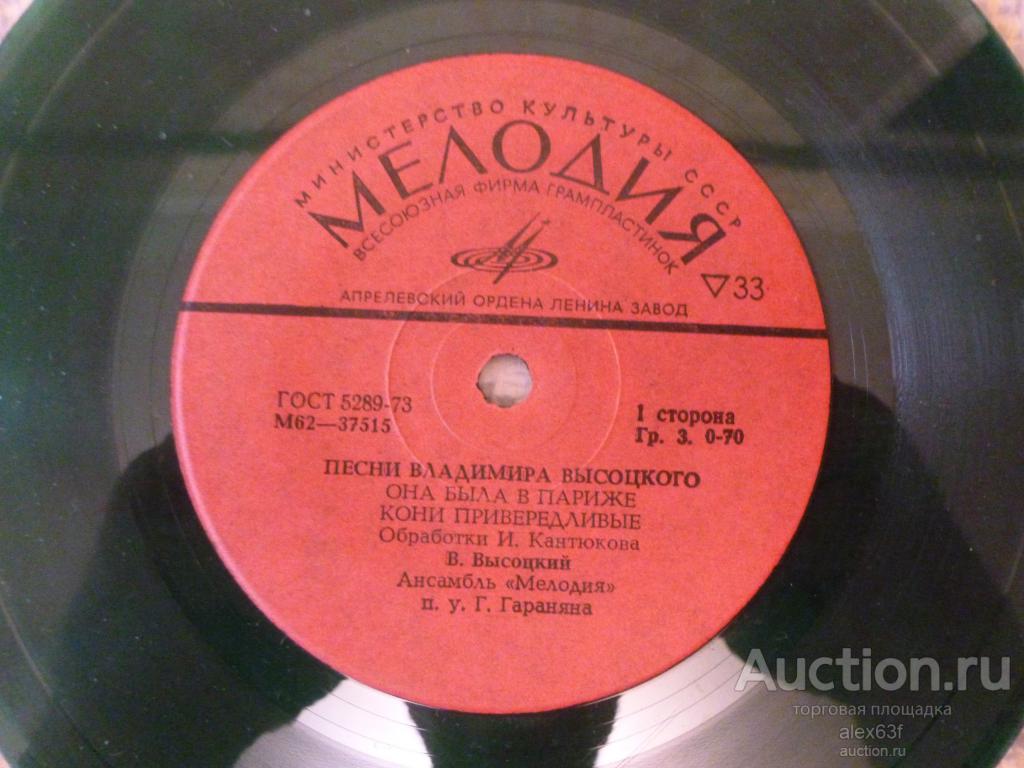 МИНИСТЕРСТВО КУЛЬТУРЫ СССР
МЕЛОДИЯ
ВСЕСОЮЗНАЯ ФИРМА ГРАМПЛАСТИНОК
▽33
АПРЕЛЕВСКИЙ ОРДЕНА ЛЕНИНА ЗАВОД
ГОСТ 5289-73
М62—37515
1 сторона
Гр. 3. 0-70
ПЕСНИ ВЛАДИМИРА ВЫСОЦКОГО
ОНА БЫЛА В ПАРИЖЕ
КОНИ ПРИВЕРЕДЛИВЫЕ
Обработки И. Кантюкова
В. Высоцкий
Ансамбль «Мелодия»
п. у. Г. Гараняна
Auction.ru
торговая площадка
alex63f
auction.ru